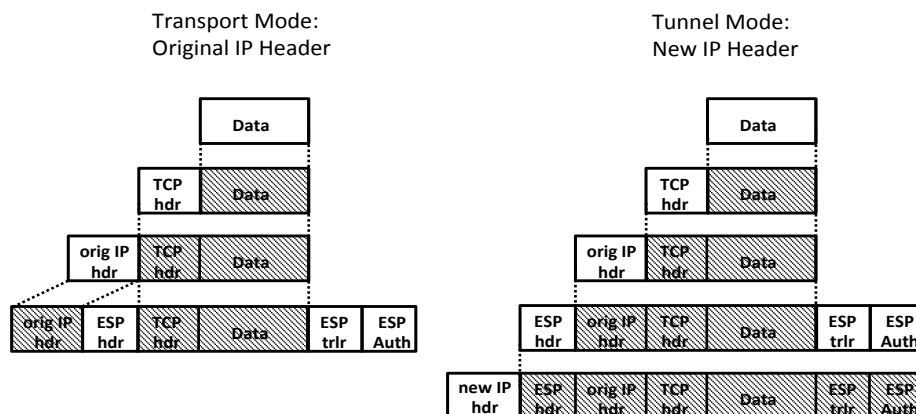 Transport Mode:
Original IP Header
Data
TCP
hdr
Data
orig IP
hdr
TCP
hdr
Data
orig IP
hdr
ESP
hdr
TCP
hdr
Data
ESP
trlr
ESP
Auth
Tunnel Mode:
New IP Header
Data
TCP
hdr
Data
orig IP
hdr
TCP
hdr
Data
ESP
hdr
orig IP
hdr
TCP
hdr
Data
ESP
trlr
ESP
Auth
new IP
hdr
ESP
hdr
orig IP
hdr
TCP
hdr
Data
ESP
trlr
ESP
Auth